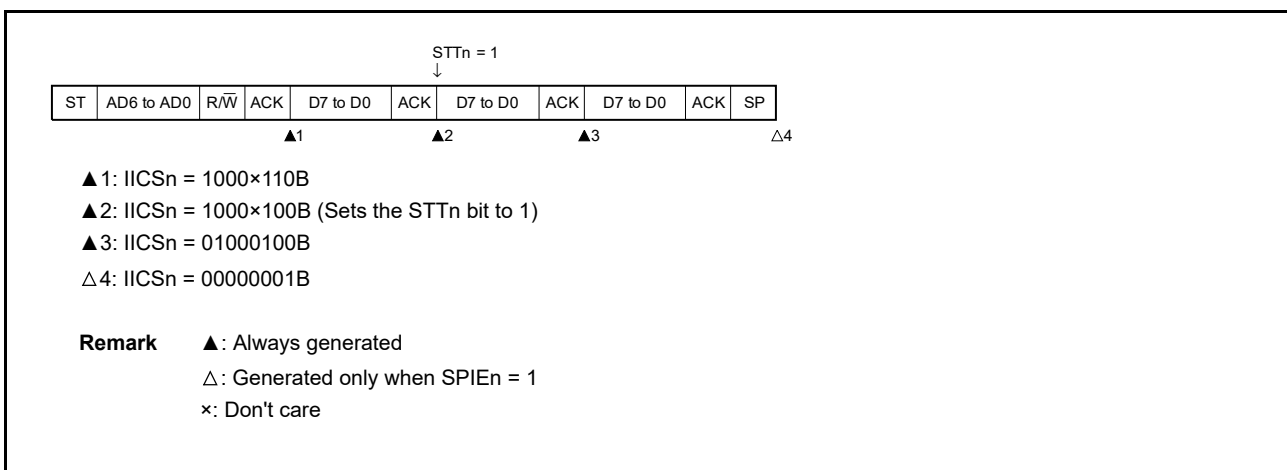 STTn = 1
↓
ST AD6 to AD0 R/W̅ ACK D7 to D0 ACK D7 to D0 ACK D7 to D0 ACK SP
▲1 ▲2 ▲3 △4
▲1: IICSn = 1000×110B
▲2: IICSn = 1000×100B (Sets the STTn bit to 1)
▲3: IICSn = 01000100B
△4: IICSn = 00000001B
Remark ▲: Always generated
△: Generated only when SPIEn = 1
×: Don't care